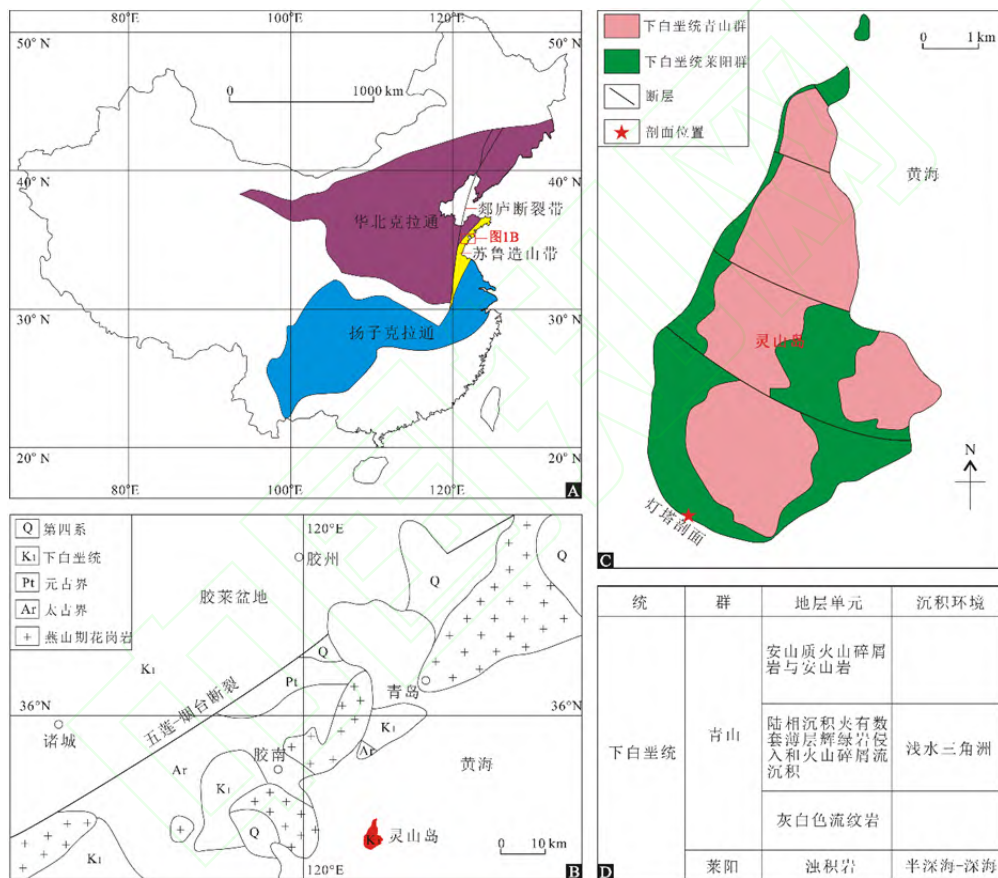 80°E
100°E
120°E
50° N
50° N
0
1000 km
40° N
40° N
华北克拉通
郯庐断裂带
图1B
苏鲁造山带
30° N
30° N
扬子克拉通
20° N
20° N
80°E
100°E
120°E
A
下白垩统青山群
下白垩统莱阳群
断层
剖面位置
0
1 km
黄海
灵山岛
N
灯塔剖面
C
Q 第四系
K₁ 下白垩统
Pt 元古界
Ar 太古界
+ 燕山期花岗岩
120°E
胶州
胶莱盆地
Q
Q
K₁
Q
Pt
五莲-烟台断裂
青岛
36°N
36°N
诸城
K₁
Ar
胶南
黄海
Ar
K₁
Q
K₁
K₁
灵山岛
0
10 km
120°E
B
统
群
地层单元
沉积环境
下白垩统
青山
安山质火山碎屑
岩与安山岩
陆相沉积夹有数
套薄层辉绿岩侵
入和火山碎屑流
沉积
浅水三角洲
灰白色流纹岩
莱阳
浊积岩
半深海-深海
D